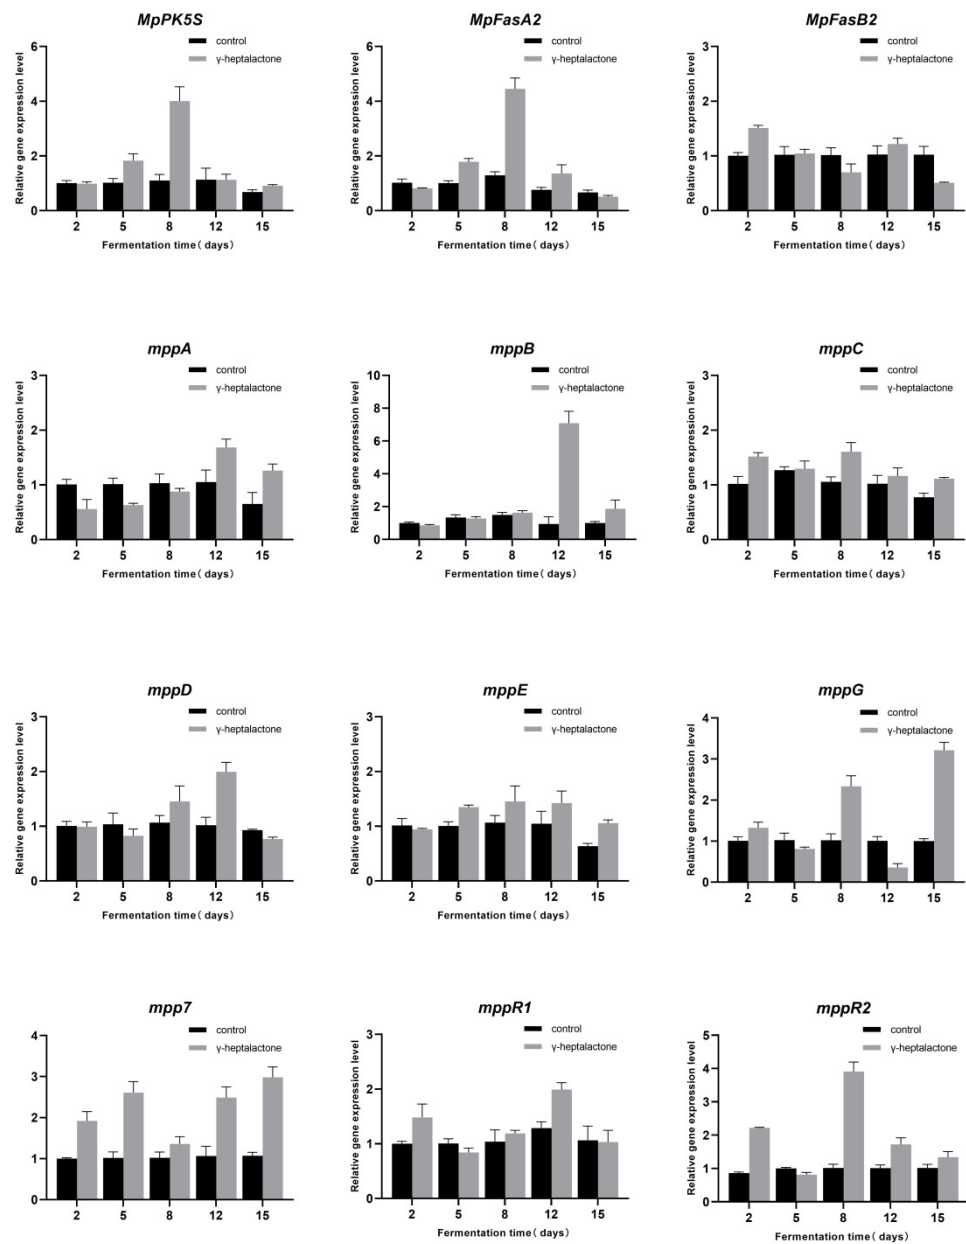 MpPK5S
control
γ-heptalactone
Relative gene expression level
6
4
2
0
2 5 8 12 15
Fermentation time( days)
MpFasA2
control
γ-heptalactone
Relative gene expression level
6
4
2
0
2 5 8 12 15
Fermentation time( days)
MpFasB2
control
γ-heptalactone
Relative gene expression level
3
2
1
0
2 5 8 12 15
Fermentation time( days)
mppA
control
γ-heptalactone
Relative gene expression level
3
2
1
0
2 5 8 12 15
Fermentation time( days)
mppB
control
γ-heptalactone
Relative gene expression level
10
8
6
4
2
0
2 5 8 12 15
Fermentation time( days)
mppC
control
γ-heptalactone
Relative gene expression level
3
2
1
0
2 5 8 12 15
Fermentation time( days)
mppD
control
γ-heptalactone
Relative gene expression level
3
2
1
0
2 5 8 12 15
Fermentation time( days)
mppE
control
γ-heptalactone
Relative gene expression level
3
2
1
0
2 5 8 12 15
Fermentation time( days)
mppG
control
γ-heptalactone
Relative gene expression level
4
3
2
1
0
2 5 8 12 15
Fermentation time( days)
mpp7
control
γ-heptalactone
Relative gene expression level
4
3
2
1
0
2 5 8 12 15
Fermentation time( days)
mppR1
control
γ-heptalactone
Relative gene expression level
3
2
1
0
2 5 8 12 15
Fermentation time( days)
mppR2
control
γ-heptalactone
Relative gene expression level
5
4
3
2
1
0
2 5 8 12 15
Fermentation time( days)